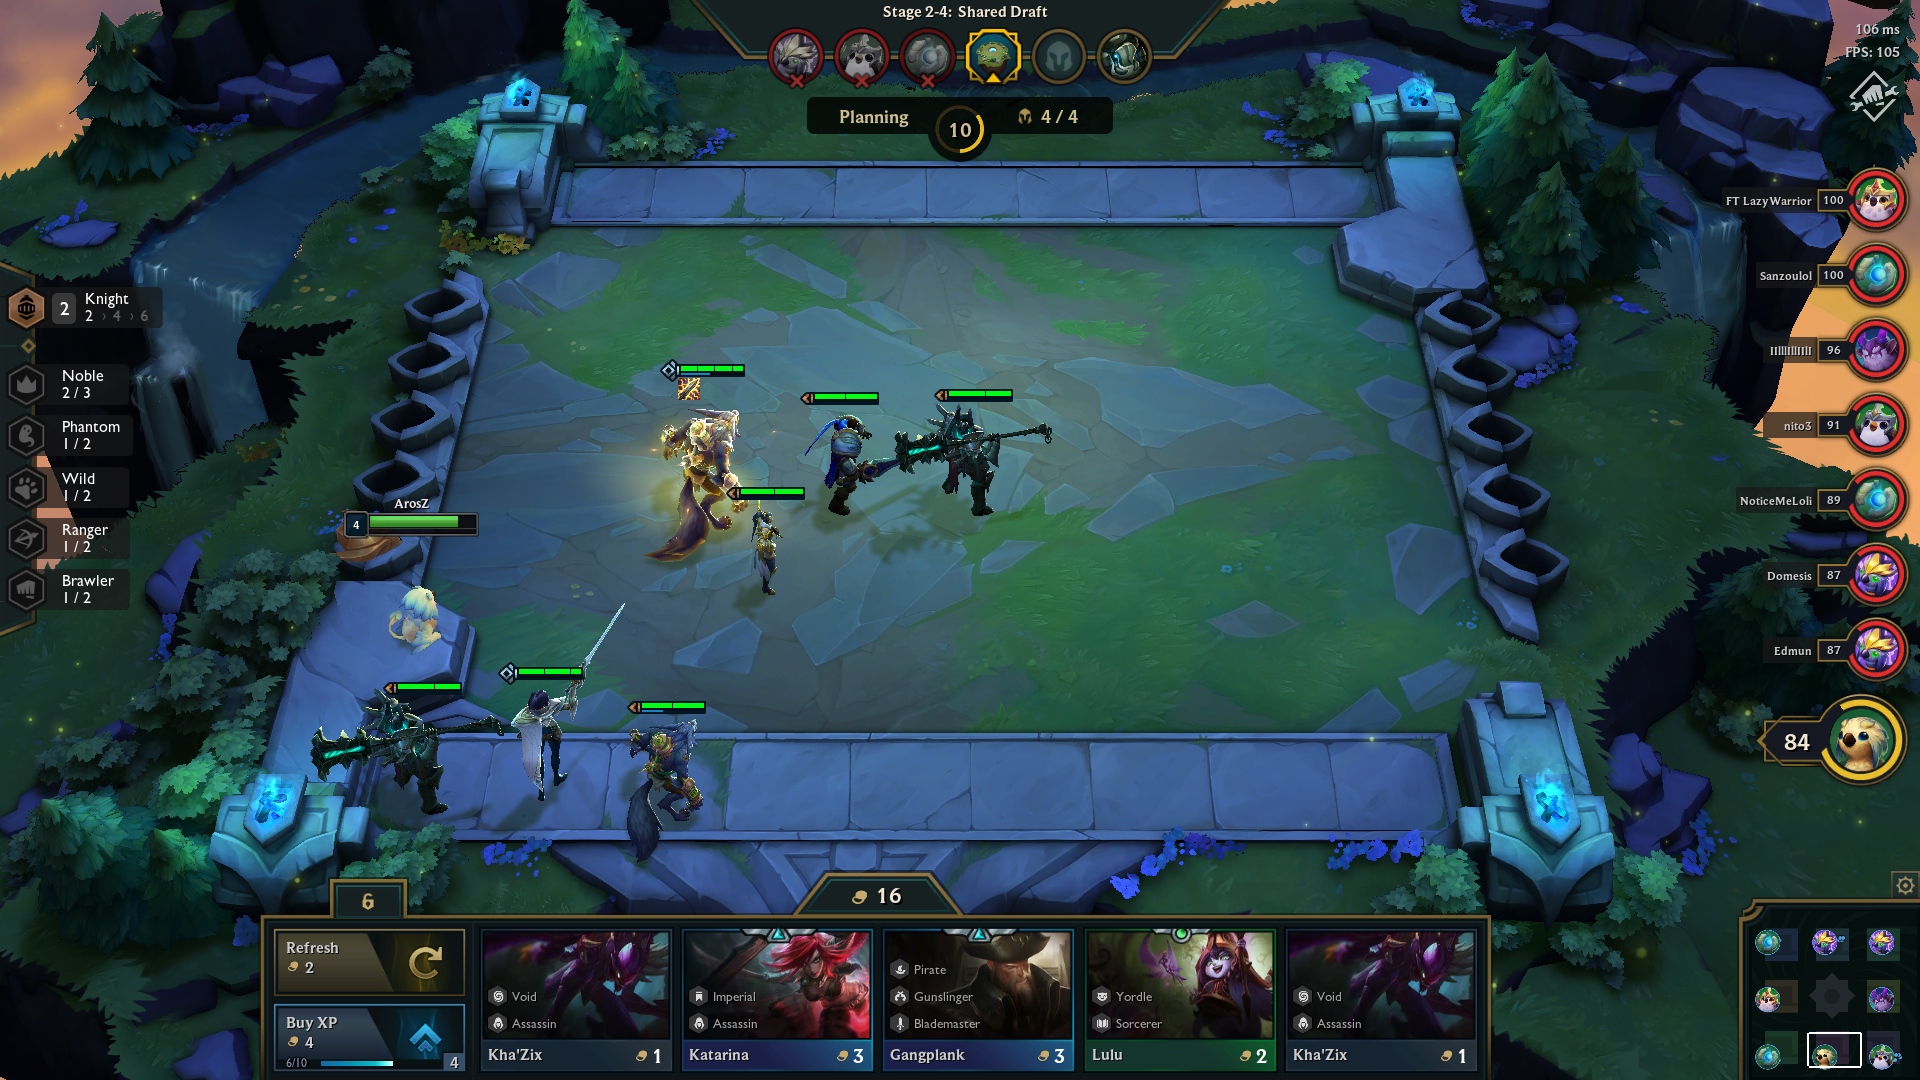 Stage 2-4: Shared Draft
106 ms
FPS: 105
Planning
10
4 / 4
FT LazyWarrior 100
Sanzoulol 100
96
nito3 91
NoticeMeLoli 89
Domesis 87
Edmun 87
84
2
Knight
2 › 4 › 6
Noble
2 / 3
Phantom
1 / 2
Wild
1 / 2
Ranger
1 / 2
Brawler
1 / 2
ArosZ
4
6
16
Refresh
2
Buy XP
4
6/10
4
Void
Assassin
Kha'Zix 1
Imperial
Assassin
Katarina 3
Pirate
Gunslinger
Blademaster
Gangplank 3
Yordle
Sorcerer
Lulu 2
Void
Assassin
Kha'Zix 1